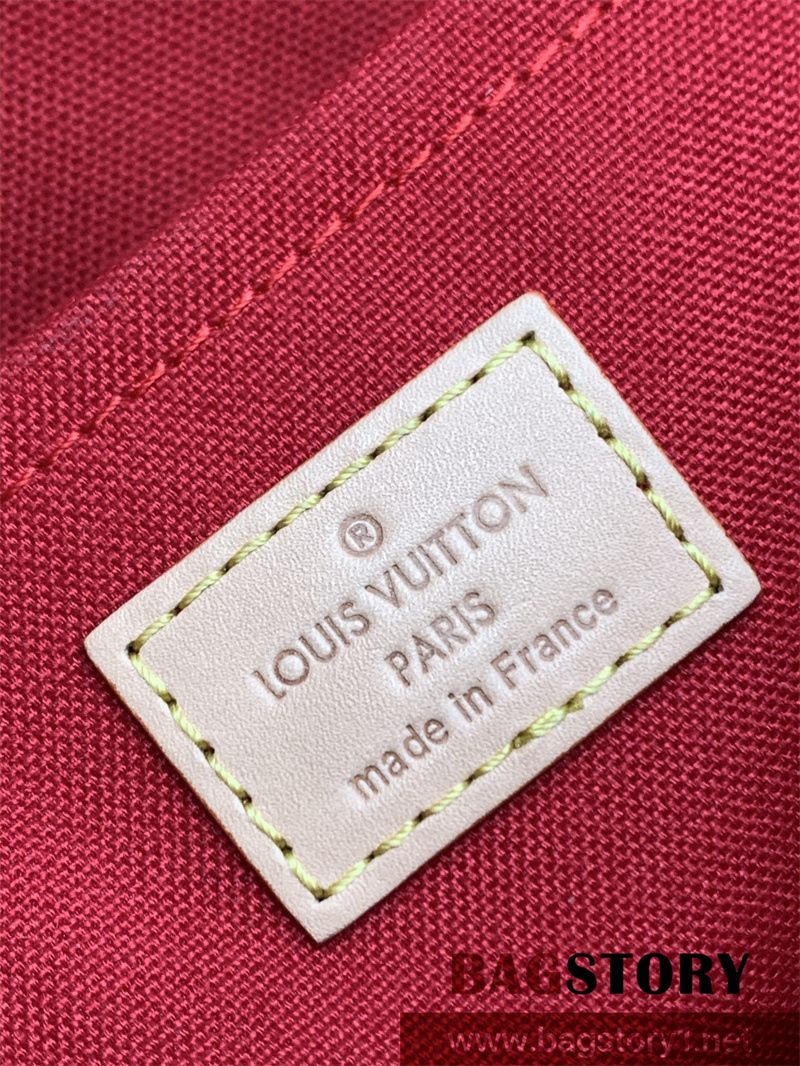 ®
LOUIS VUITTON
PARIS
made in France
BAGSTORY
www.bagstory1.net